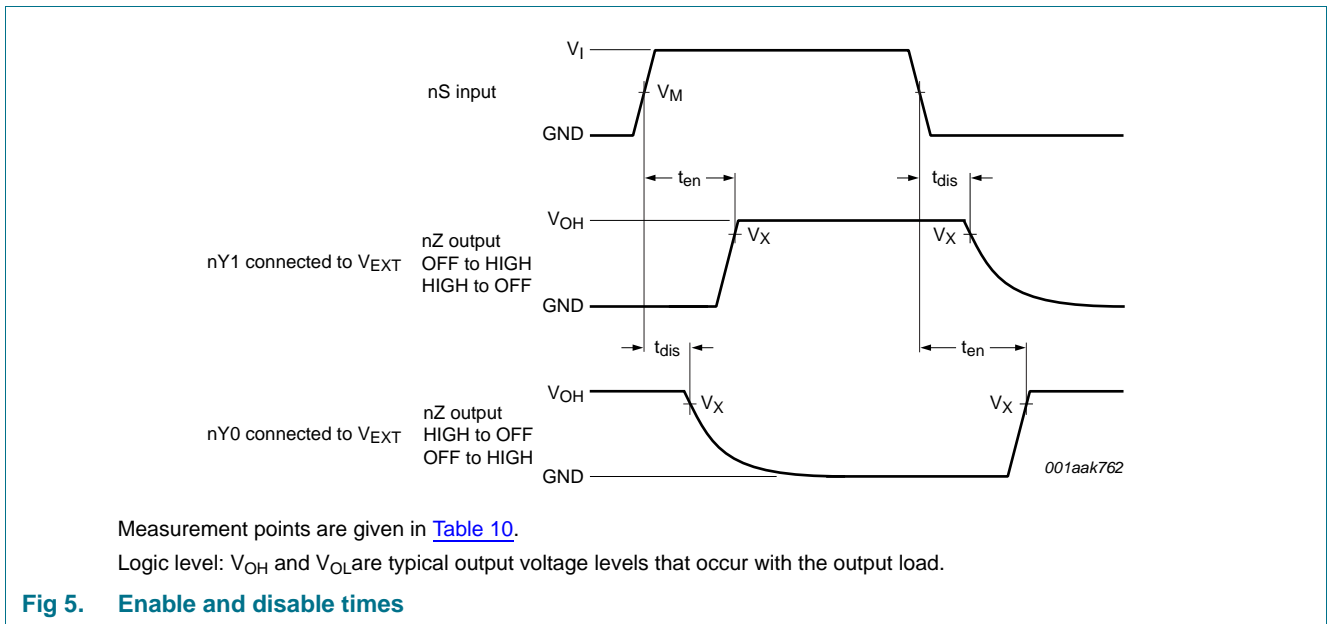 V_I
nS input
V_M
GND
t_en
t_dis
V_OH
nY1 connected to V_EXT
nZ output
OFF to HIGH
HIGH to OFF
V_X
V_X
GND
t_dis
t_en
V_OH
nY0 connected to V_EXT
nZ output
HIGH to OFF
OFF to HIGH
V_X
V_X
GND
001aak762
Measurement points are given in Table 10.
Logic level: V_OH and V_OLare typical output voltage levels that occur with the output load.
Fig 5. Enable and disable times